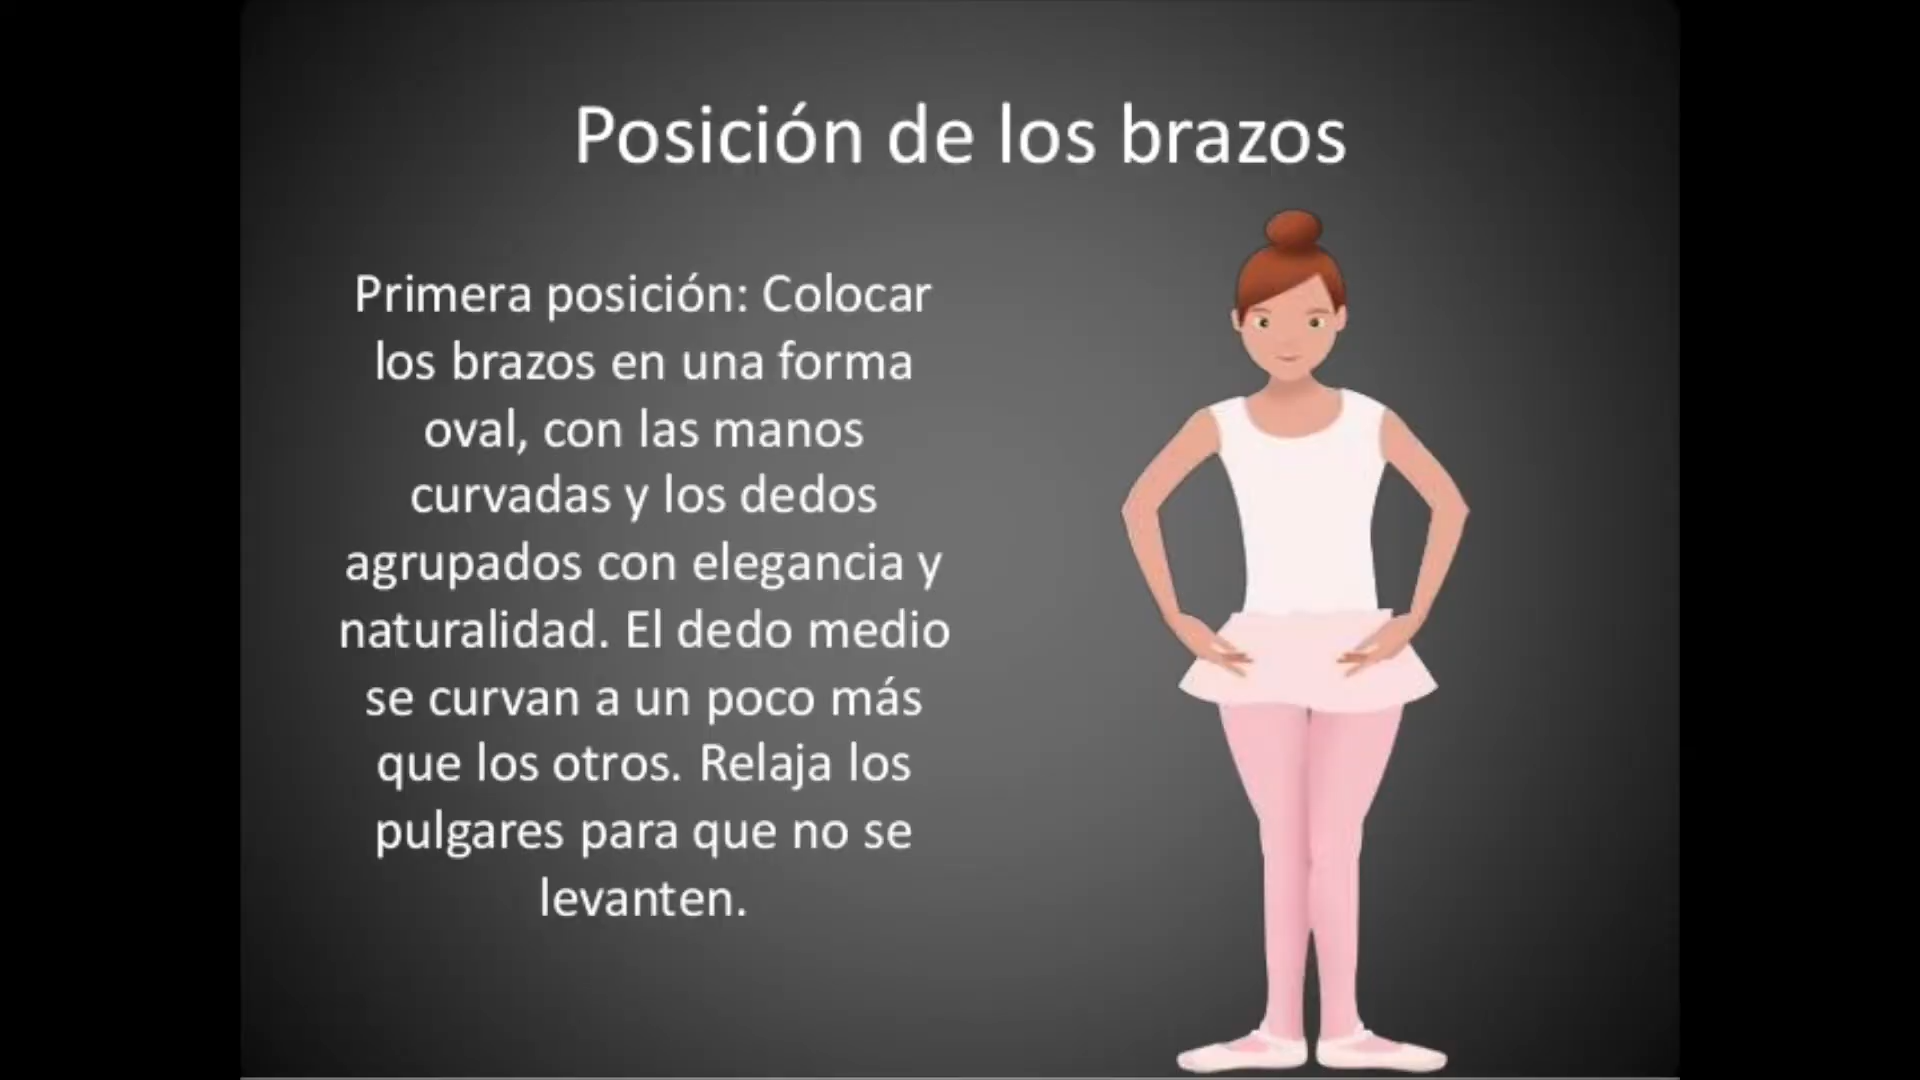 Posición de los brazos
Primera posición: Colocar
los brazos en una forma
oval, con las manos
curvadas y los dedos
agrupados con elegancia y
naturalidad. El dedo medio
se curvan a un poco más
que los otros. Relaja los
pulgares para que no se
levanten.